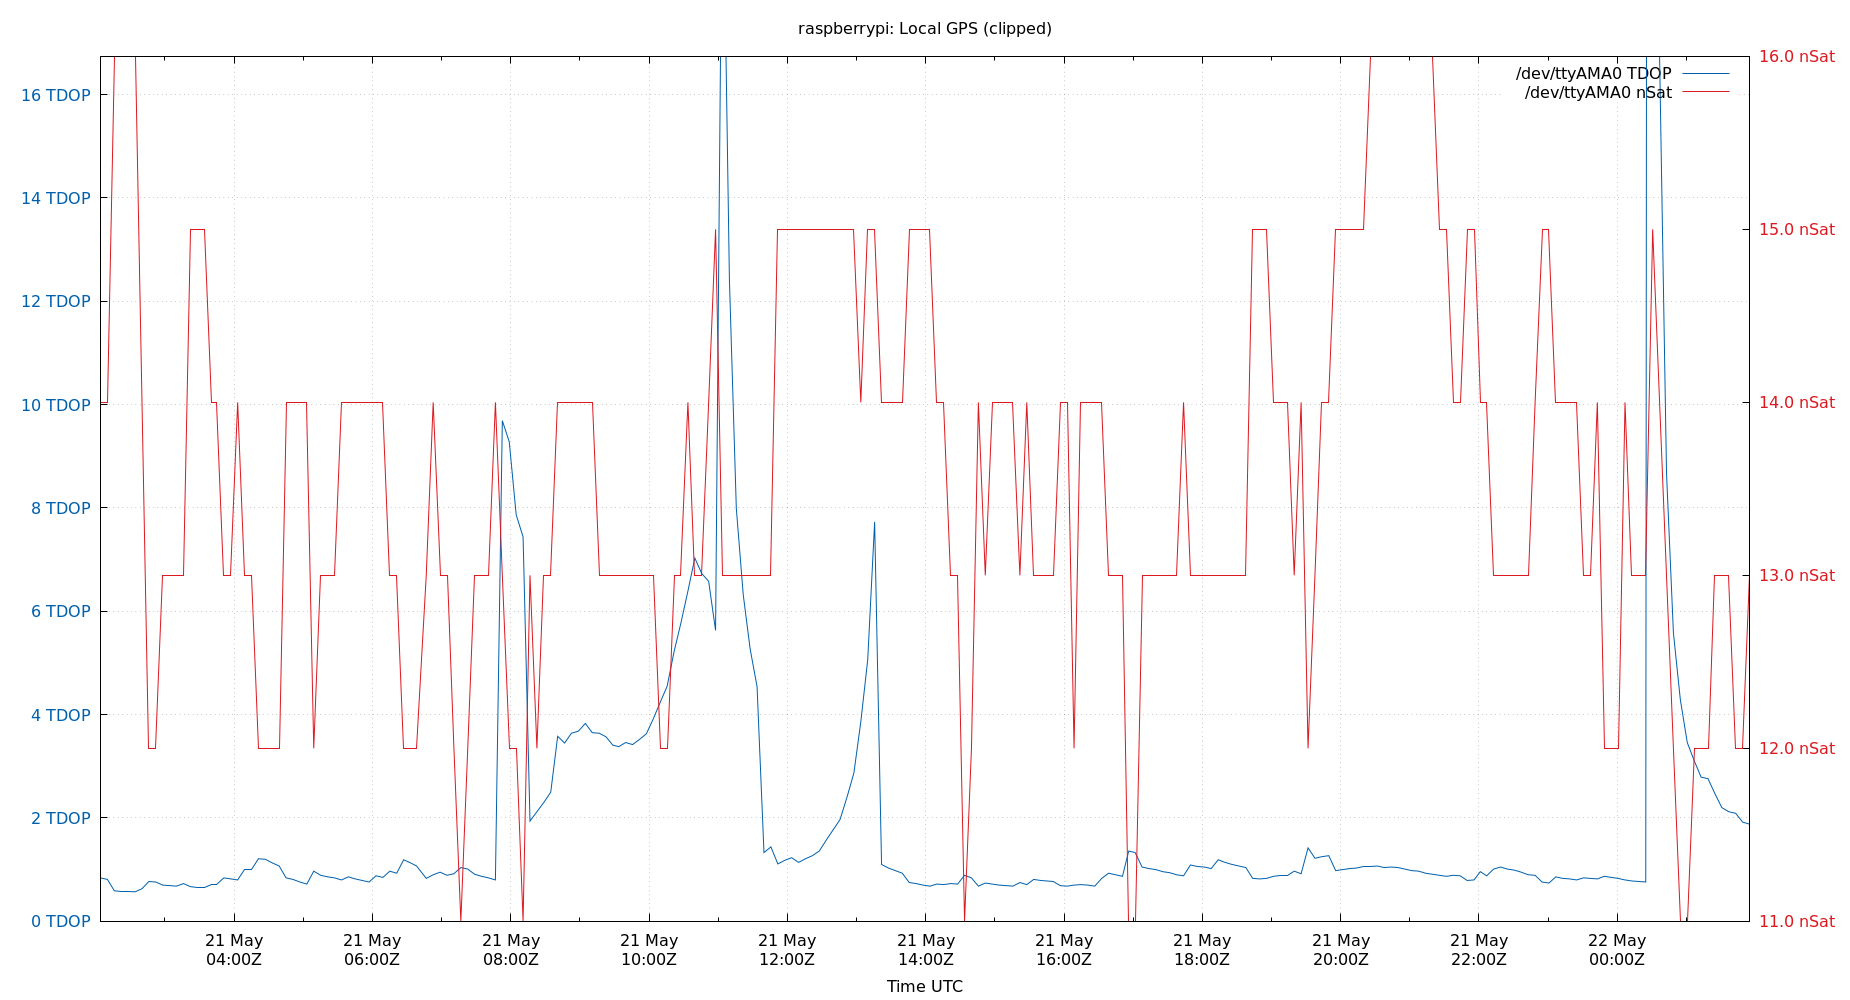 raspberrypi: Local GPS (clipped)
/dev/ttyAMA0 TDOP
/dev/ttyAMA0 nSat
16 TDOP
14 TDOP
12 TDOP
10 TDOP
8 TDOP
6 TDOP
4 TDOP
2 TDOP
0 TDOP
16.0 nSat
15.0 nSat
14.0 nSat
13.0 nSat
12.0 nSat
11.0 nSat
21 May
04:00Z
21 May
06:00Z
21 May
08:00Z
21 May
10:00Z
21 May
12:00Z
21 May
14:00Z
21 May
16:00Z
21 May
18:00Z
21 May
20:00Z
21 May
22:00Z
22 May
00:00Z
Time UTC